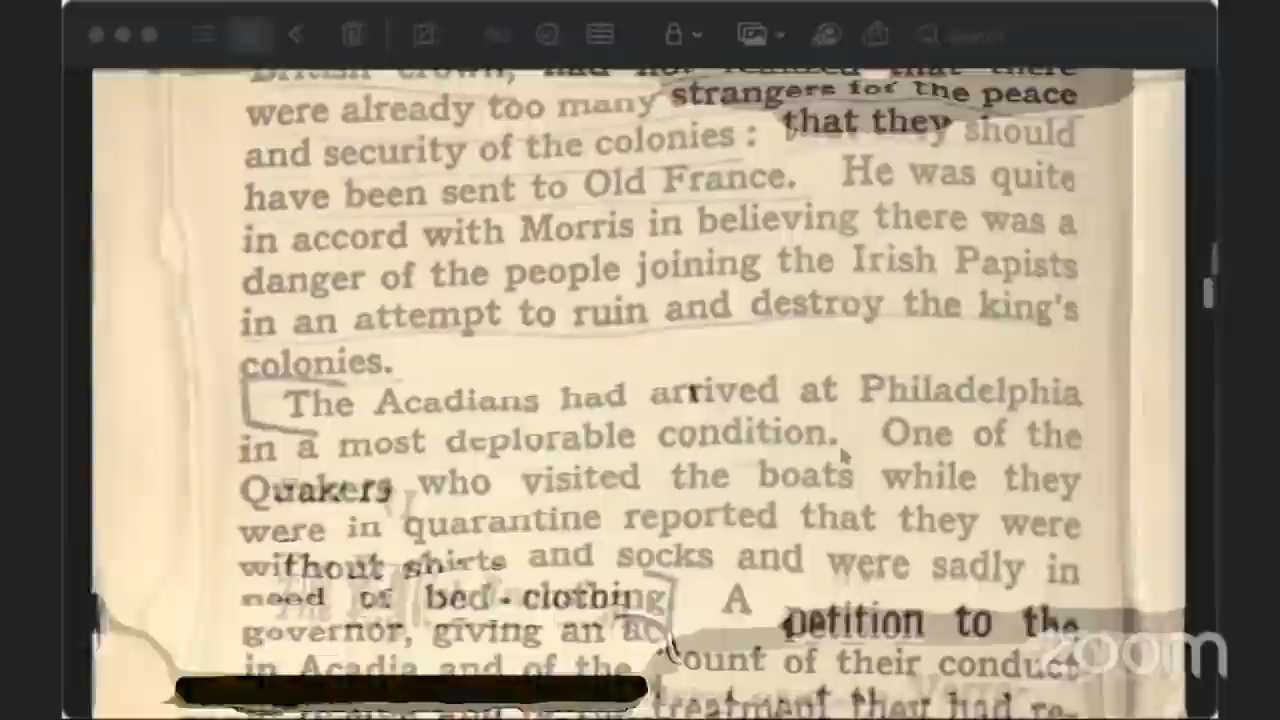 British crown, had not realized that there
were already too many strangers for the peace
and security of the colonies : that they should
have been sent to Old France. He was quite
in accord with Morris in believing there was a
danger of the people joining the Irish Papists
in an attempt to ruin and destroy the king's
colonies.
The Acadians had arrived at Philadelphia
in a most deplorable condition. One of the
Quakers who visited the boats while they
were in quarantine reported that they were
without shirts and socks and were sadly in
need of bed-clothing A petition to the
governor, giving an account of their conduct
in Acadia and of the treatment they had re-
zoom